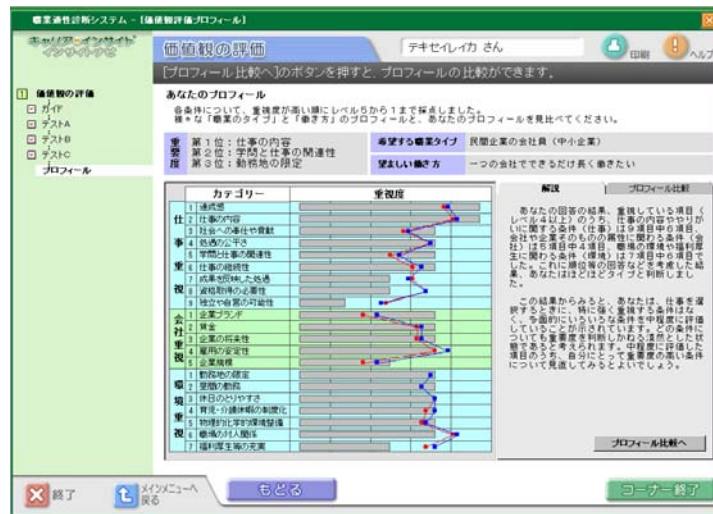 職業適性診断システム － [価値観評価プロフィール]
キャリア・インサイト
価値観の評価
テキセイレイカ さん
印刷
ヘルプ
[プロフィール比較へ]のボタンを押すと、プロフィールの比較ができます。
1 価値観の評価
ガイド
テストA
テストB
テストC
プロフィール
あなたのプロフィール
各条件について、重視度が高い順にレベル5から1まで採点しました。
様々な「職業のタイプ」と「働き方」のプロフィールと、あなたのプロフィールを見比べてください。
重要度
第1位：仕事の内容
第2位：学問と仕事の関連性
第3位：勤務地の限定
希望する職業タイプ 民間企業の会社員（中小企業）
望ましい働き方 一つの会社でできるだけ長く働きたい
カテゴリー 重視度
仕事重視
1 達成感
2 仕事の内容
3 社会への奉仕や貢献
4 処遇の公平さ
5 学問と仕事の関連性
6 仕事の継続性
7 成果を反映した処遇
8 資格取得の必要性
9 独立や自営の可能性
会社重視
1 企業ブランド
2 賃金
3 企業の将来性
4 雇用の安定性
5 企業規模
環境重視
1 勤務地の限定
2 昼間の勤務
3 休日のとりやすさ
4 育児・介護休暇の制度化
5 物理的化学的環境整備
6 職場の対人関係
7 福利厚生等の充実
解説 プロフィール比較
あなたの回答の結果、重視している項目（
レベル4以上）のうち、仕事の内容ややりが
いに関する条件（仕事）は9項目中6項目、
会社や企業そのものの属性に関わる条件（会
社）は5項目中4項目、職場の環境や福利厚
生に関わる条件（環境）は7項目中6項目で
した。これに順位等の回答などを考慮した結
果、あなたはほどほどタイプと判断しまし
た。
この結果からみると、あなたは、仕事を選
択するときに、特に強く重視する条件はな
く、多面的にいろいろな条件を中程度に評価
していることが示されています。どの条件に
ついても重要度を判断しかねる漠然とした状
態であると考えられます。中程度に評価した
項目のうち、自分にとって重要度の高い条件
について見直してみるとよいでしょう。
プロフィール比較へ
終了
メインメニューへ
戻る
もどる
コーナー終了